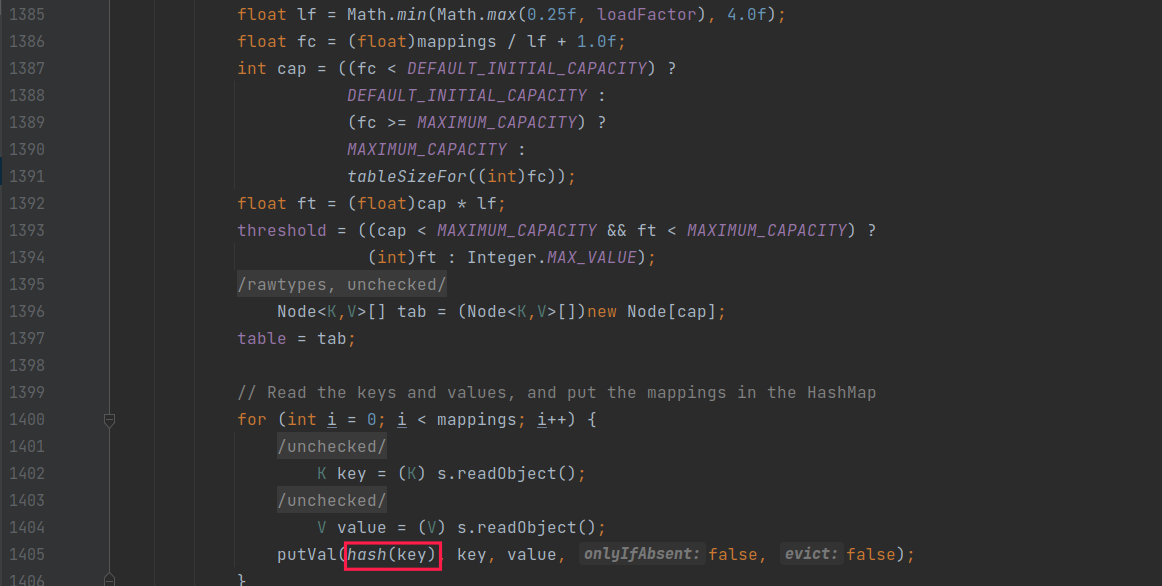 1385 float lf = Math.min(Math.max(0.25f, loadFactor), 4.0f);
1386 float fc = (float)mappings / lf + 1.0f;
1387 int cap = ((fc < DEFAULT_INITIAL_CAPACITY) ?
1388 DEFAULT_INITIAL_CAPACITY :
1389 (fc >= MAXIMUM_CAPACITY) ?
1390 MAXIMUM_CAPACITY :
1391 tableSizeFor((int)fc));
1392 float ft = (float)cap * lf;
1393 threshold = ((cap < MAXIMUM_CAPACITY && ft < MAXIMUM_CAPACITY) ?
1394 (int)ft : Integer.MAX_VALUE);
1395 /rawtypes, unchecked/
1396 Node<K,V>[] tab = (Node<K,V>[])new Node[cap];
1397 table = tab;
1398
1399 // Read the keys and values, and put the mappings in the HashMap
1400 for (int i = 0; i < mappings; i++) {
1401 /unchecked/
1402 K key = (K) s.readObject();
1403 /unchecked/
1404 V value = (V) s.readObject();
1405 putVal(hash(key), key, value, onlyIfAbsent: false, evict: false);
1406 }